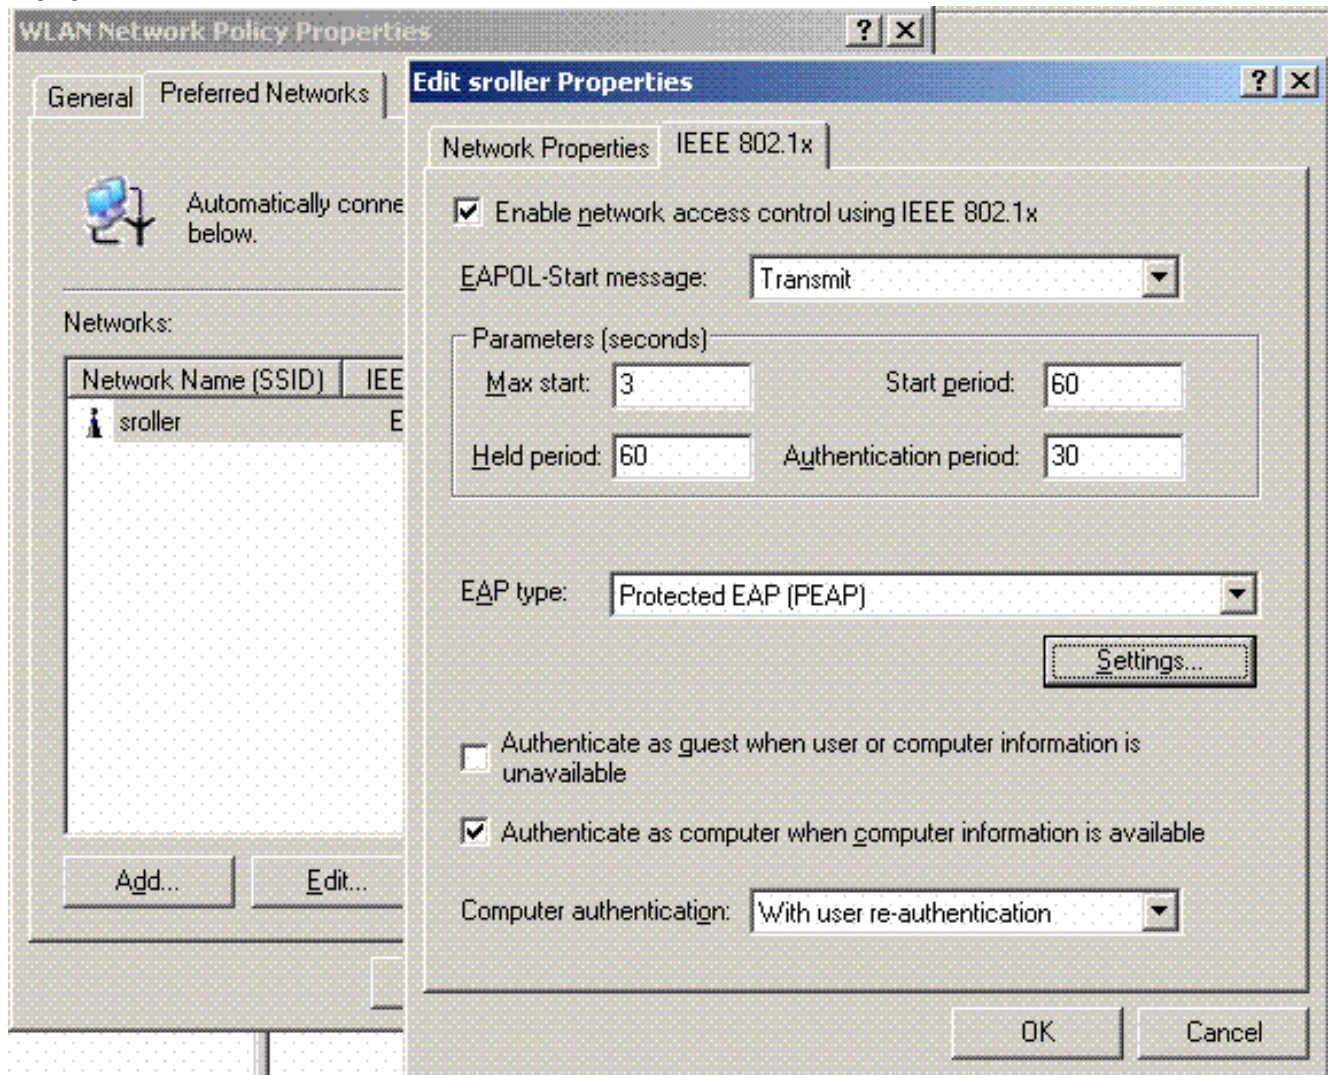 WLAN Network Policy Properties
General
Preferred Networks
Automatically conne
below.
Networks:
Network Name (SSID)
IEE
sroller
E
Add...
Edit...
Edit sroller Properties
Network Properties
IEEE 802.1x
Enable network access control using IEEE 802.1x
EAPOL-Start message:
Transmit
Parameters (seconds)
Max start:
3
Start period:
60
Held period:
60
Authentication period:
30
EAP type:
Protected EAP (PEAP)
Settings...
Authenticate as guest when user or computer information is
unavailable
Authenticate as computer when computer information is available
Computer authentication:
With user re-authentication
OK
Cancel